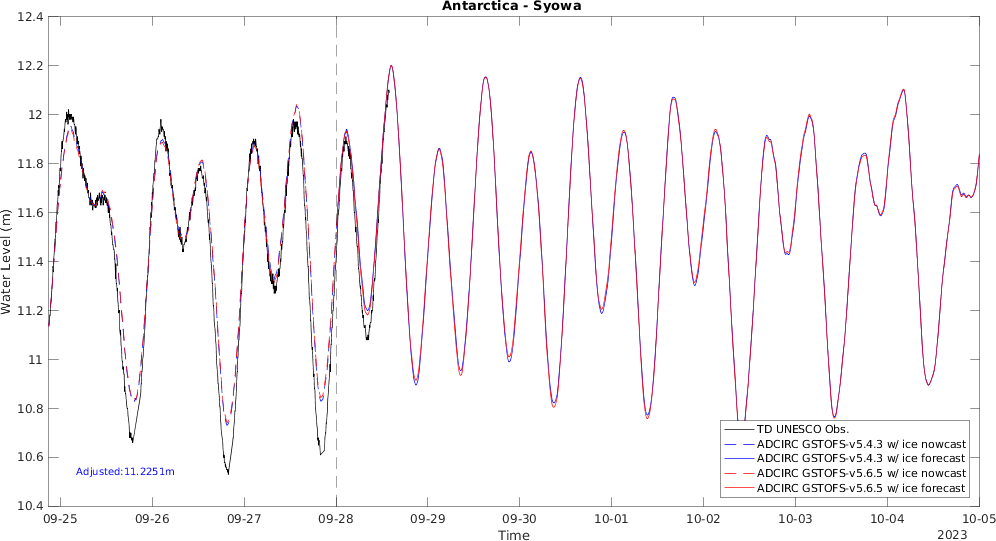 Antarctica - Syowa
12.4
12.2
12
11.8
11.6
11.4
11.2
11
10.8
10.6
10.4
Water Level (m)
Adjusted:11.2251m
TD UNESCO Obs.
ADCIRC GSTOFS-v5.4.3 w/ ice nowcast
ADCIRC GSTOFS-v5.4.3 w/ ice forecast
ADCIRC GSTOFS-v5.6.5 w/ ice nowcast
ADCIRC GSTOFS-v5.6.5 w/ ice forecast
09-25 09-26 09-27 09-28 09-29 09-30 10-01 10-02 10-03 10-04 10-05
Time
2023